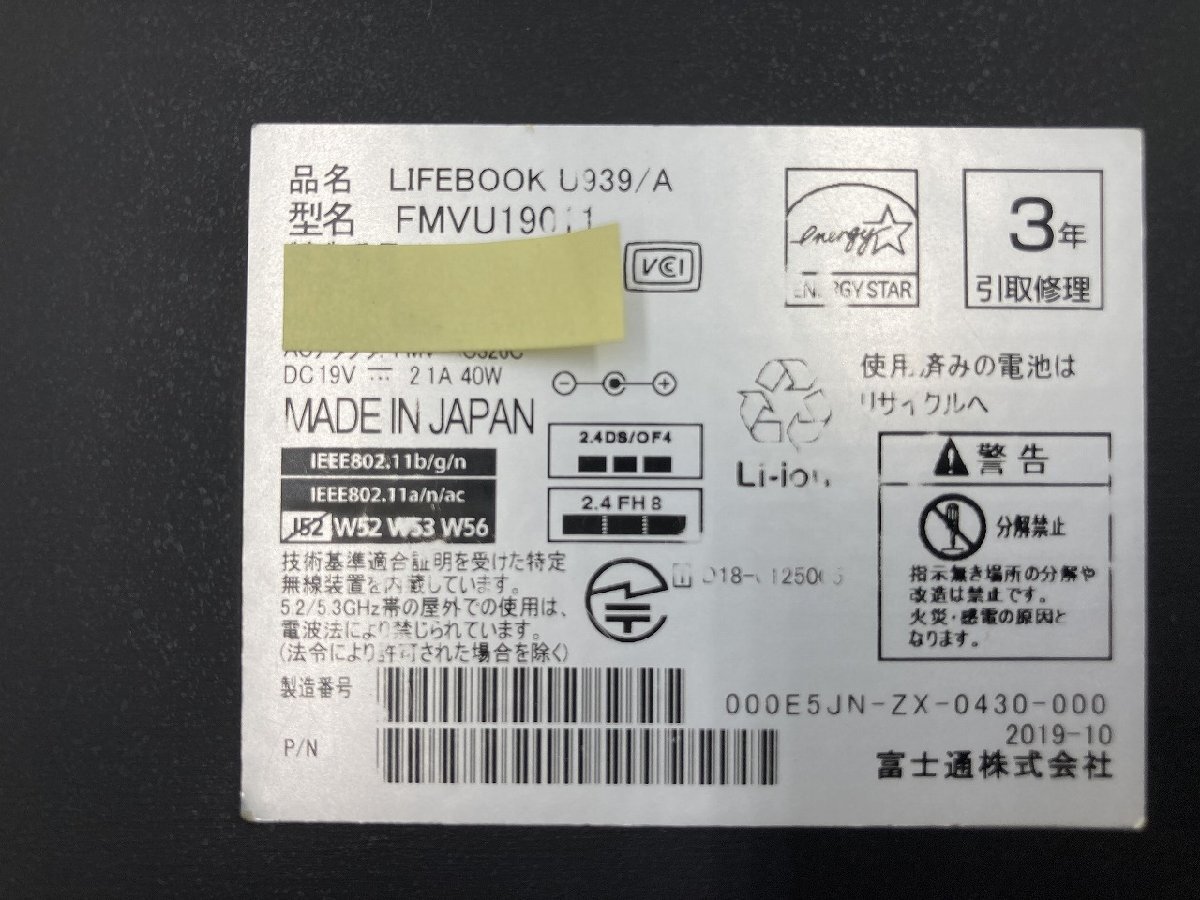 品名 LIFEBOOK U939/A
型名 FMVU19011
VCCI
energy
ENERGY STAR
3年
引取修理
DC19V 2.1A 40W
MADE IN JAPAN
IEEE802.11b/g/n
IEEE802.11a/n/ac
J52 W52 W53 W56
2.4DS/OF4
2.4FH8
Li-ion
使用済みの電池は
リサイクルへ
警告
分解禁止
指示無き場所の分解や
改造は禁止です。
火災・感電の原因と
なります。
技術基準適合証明を受けた特定
無線装置を内蔵しています。
5.2/5.3GHz帯の屋外での使用は、
電波法により禁じられています。
(法令により許可された場合を除く)
製造番号
P/N
000E5JN-ZX-0430-000
2019-10
富士通株式会社